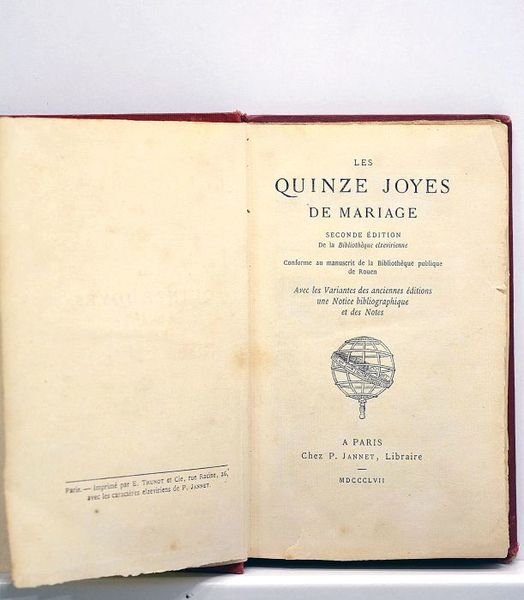 Paris. — Imprimé par E. Thunot et Cie, rue Racine, 26,
avec les caractères elzeviriens de P. Jannet.
LES
QUINZE JOYES
DE MARIAGE
SECONDE ÉDITION
De la Bibliothèque elzevirienne
Conforme au manuscrit de la Bibliothèque publique
de Rouen
Avec les Variantes des anciennes éditions
une Notice bibliographique
et des Notes
A PARIS
Chez P. JANNET, Libraire
—
MDCCCLVII